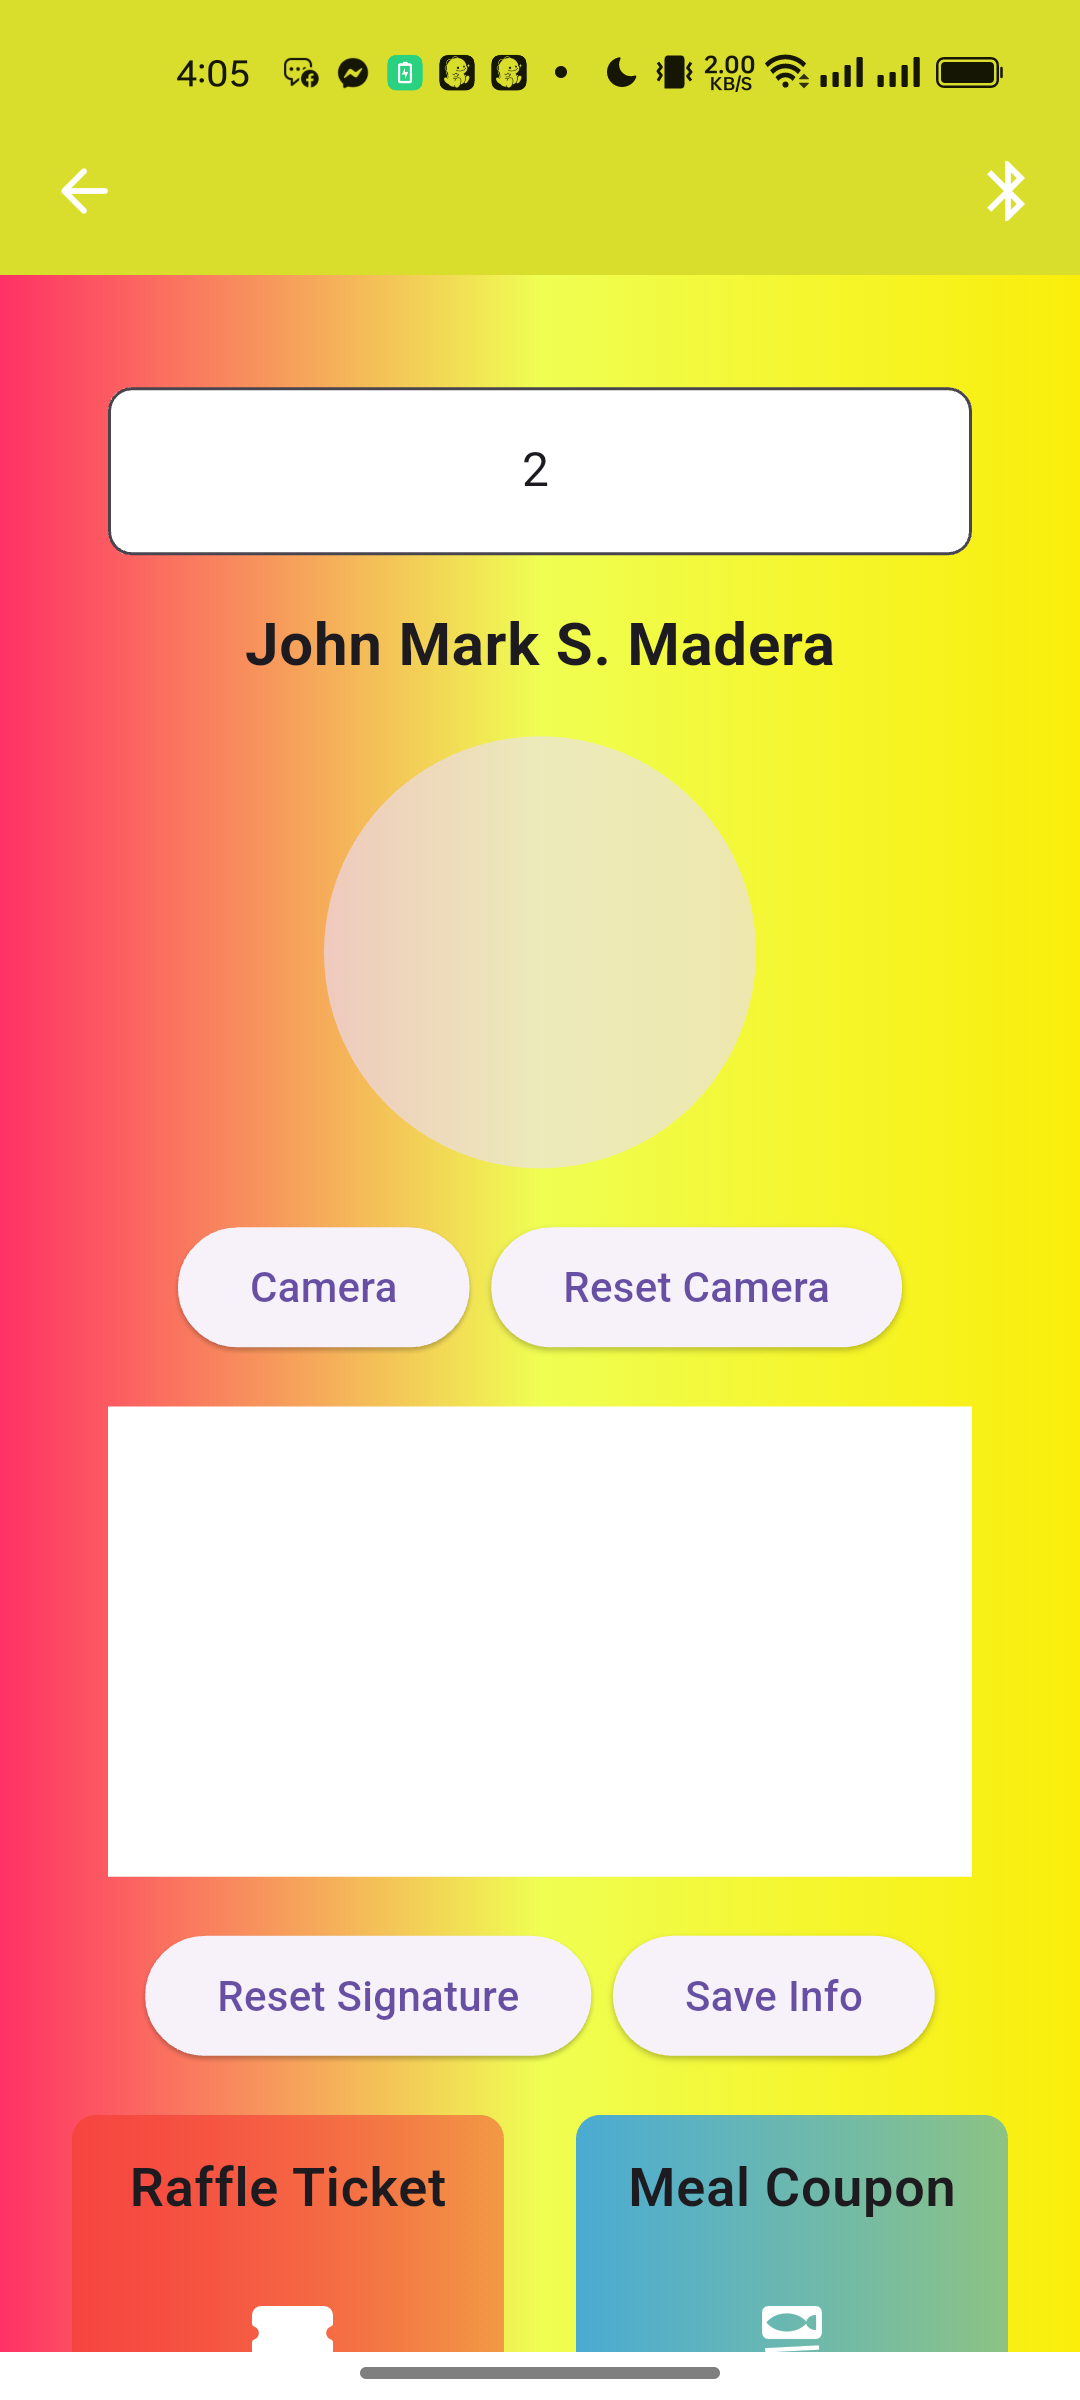 4:05
2.00
KB/S
2
John Mark S. Madera
Camera
Reset Camera
Reset Signature
Save Info
Raffle Ticket
Meal Coupon